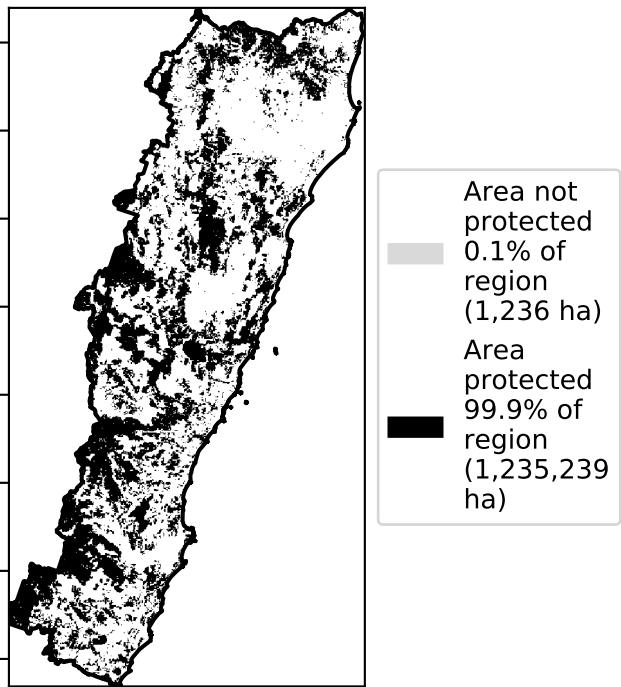 Area not
protected
0.1% of
region
(1,236 ha)
Area
protected
99.9% of
region
(1,235,239
ha)